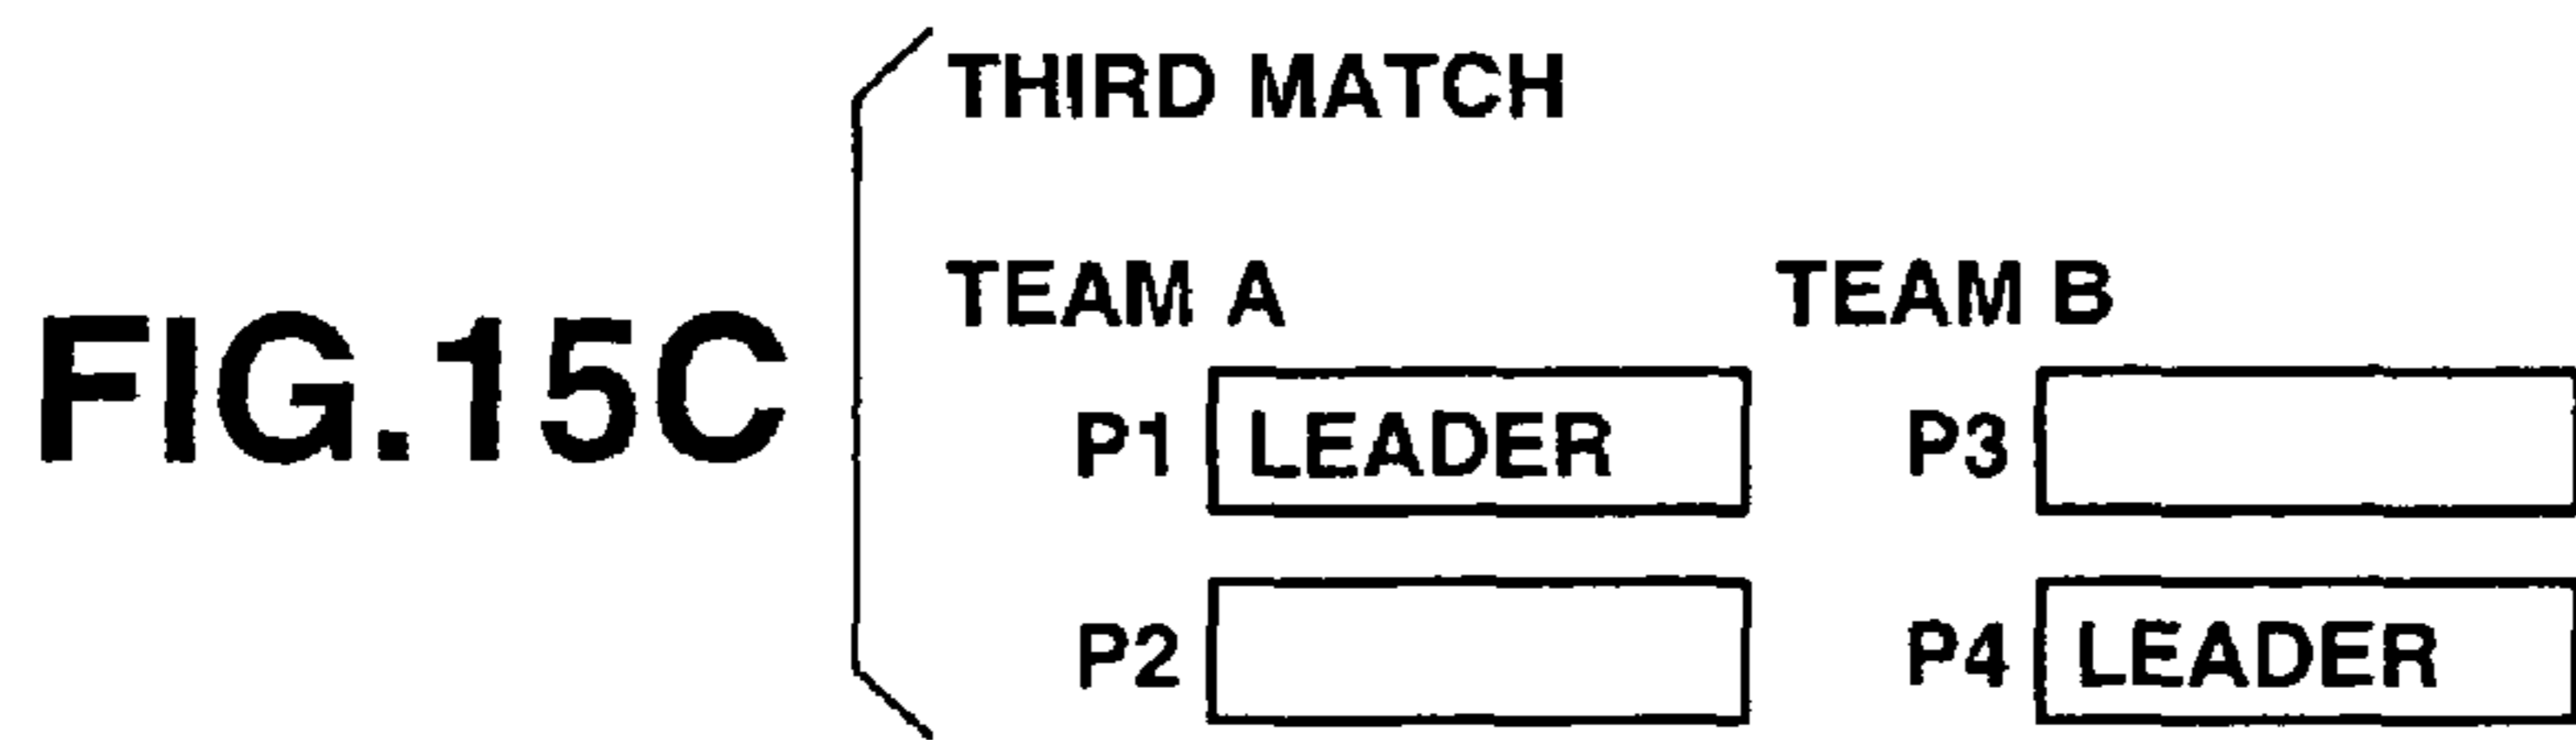 FIG.15C
THIRD MATCH
TEAM A TEAM B
P1 LEADER P3
P2 P4 LEADER